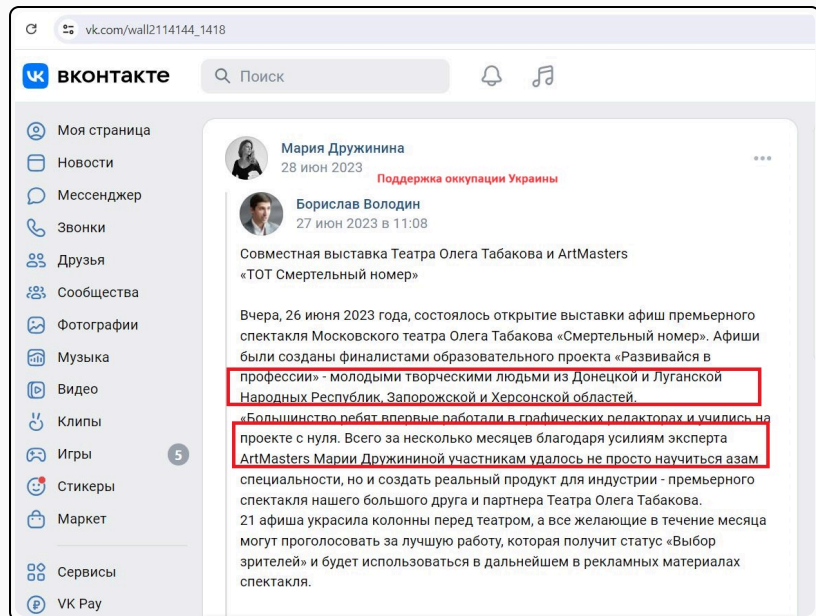 vk.com/wall2114144_1418
вконтакте
Поиск
Моя страница
Новости
Мессенджер
Звонки
Друзья
Сообщества
Фотографии
Музыка
Видео
Клипы
Игры
5
Стикеры
Маркет
Сервисы
VK Pay
Мария Дружинина
28 июн 2023
Поддержка оккупации Украины
Борислав Володин
27 июн 2023 в 11:08
Совместная выставка Театра Олега Табакова и ArtMasters
«ТОТ Смертельный номер»
Вчера, 26 июня 2023 года, состоялось открытие выставки афиш премьерного
спектакля Московского театра Олега Табакова «Смертельный номер». Афиши
были созданы финалистами образовательного проекта «Развивайся в
профессии» - молодыми творческими людьми из Донецкой и Луганской
Народных Республик, Запорожской и Херсонской областей.
«Большинство ребят впервые работали в графических редакторах и учились на
проекте с нуля. Всего за несколько месяцев благодаря усилиям эксперта
ArtMasters Марии Дружининой участникам удалось не просто научиться азам
специальности, но и создать реальный продукт для индустрии - премьерного
спектакля нашего большого друга и партнера Театра Олега Табакова.
21 афиша украсила колонны перед театром, а все желающие в течение месяца
могут проголосовать за лучшую работу, которая получит статус «Выбор
зрителей» и будет использоваться в дальнейшем в рекламных материалах
спектакля.